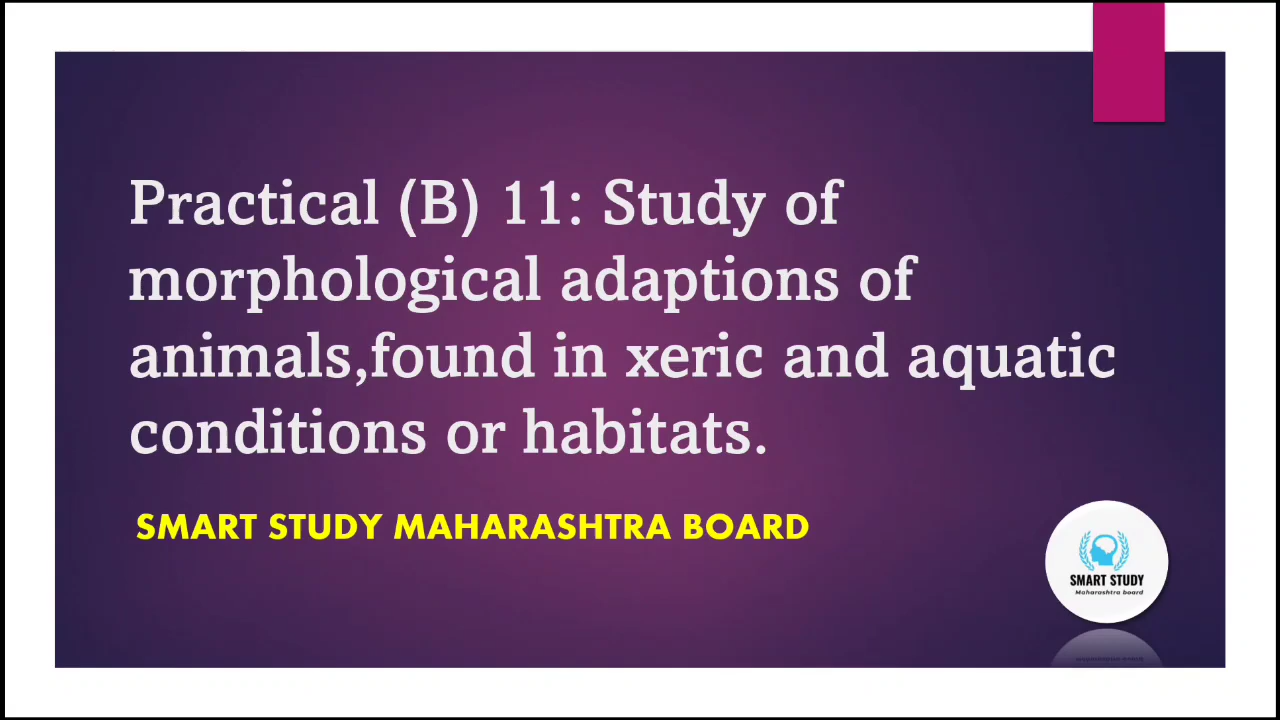 Practical (B) 11: Study of
morphological adaptions of
animals,found in xeric and aquatic
conditions or habitats.
SMART STUDY MAHARASHTRA BOARD
SMART STUDY
Maharashtra board